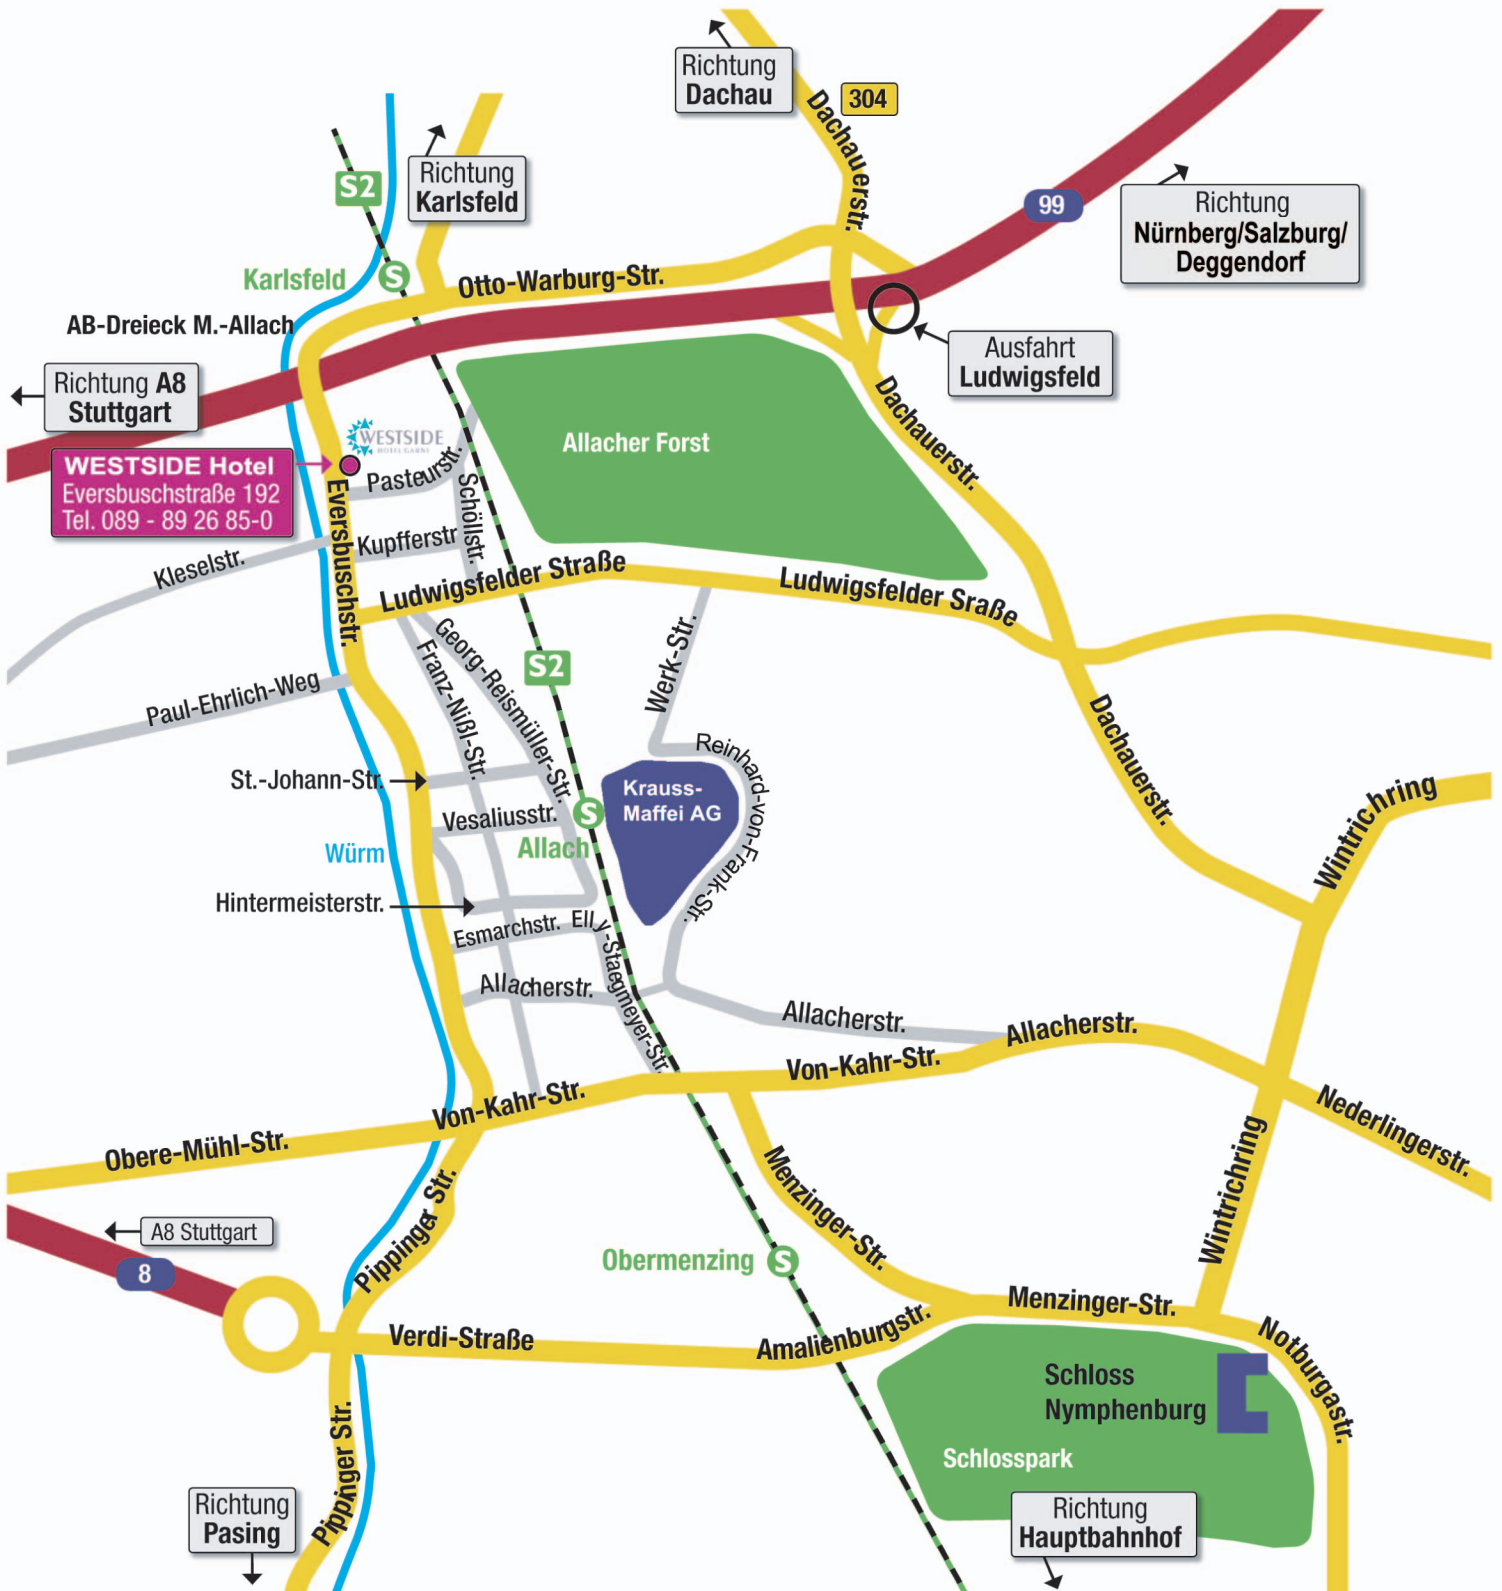 Richtung
Dachau
304
Dachauerstr.
Richtung
Karlsfeld
S2
99
Richtung
Nürnberg/Salzburg/
Deggendorf
Karlsfeld
S
Otto-Warburg-Str.
AB-Dreieck M.-Allach
Ausfahrt
Ludwigsfeld
Richtung A8
Stuttgart
WESTSIDE
HOTEL GARNI
WESTSIDE Hotel
Eversbuschstraße 192
Tel. 089 - 89 26 85-0
Allacher Forst
Dachauerstr.
Pasteurstr.
Schöllstr.
Eversbuschstr.
Kupfferstr
Kleselstr.
Ludwigsfelder Straße
Ludwigsfelder Sraße
Georg-Reismüller-Str.
Franz-Nißl-Str.
S2
Werk-Str.
Paul-Ehrlich-Weg
Dachauerstr.
Reinhard-von-Frank-Str.
St.-Johann-Str.
Krauss-
Maffei AG
Wintrichring
Vesaliusstr.
S
Allach
Würm
Hintermeisterstr.
Esmarchstr.
Elly-Staegmeyer-Str.
Allacherstr.
Allacherstr.
Allacherstr.
Von-Kahr-Str.
Von-Kahr-Str.
Nederlingerstr.
Obere-Mühl-Str.
Wintrichring
Menzinger-Str.
Pippinger Str.
A8 Stuttgart
8
Obermenzing
S
Menzinger-Str.
Verdi-Straße
Amalienburgstr.
Notburgastr.
Schloss
Nymphenburg
Schlosspark
Pippinger Str.
Richtung
Pasing
Richtung
Hauptbahnhof